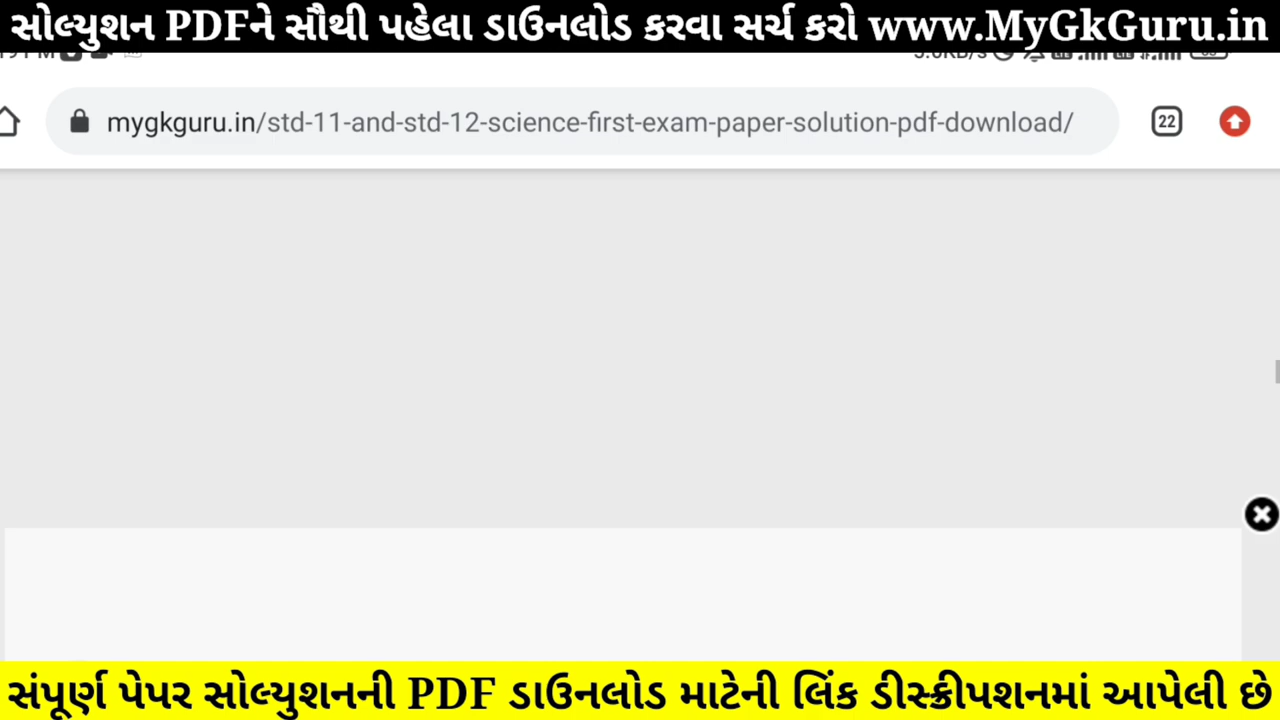 સોલ્યુશન PDFને સૌથી પહેલા ડાઉનલોડ કરવા સર્ચ કરો www.MyGkGuru.in
mygkguru.in/std-11-and-std-12-science-first-exam-paper-solution-pdf-download/ 22
સંપૂર્ણ પેપર સોલ્યુશનની PDF ડાઉનલોડ માટેની લિંક ડીસ્ક્રીપશનમાં આપેલી છે